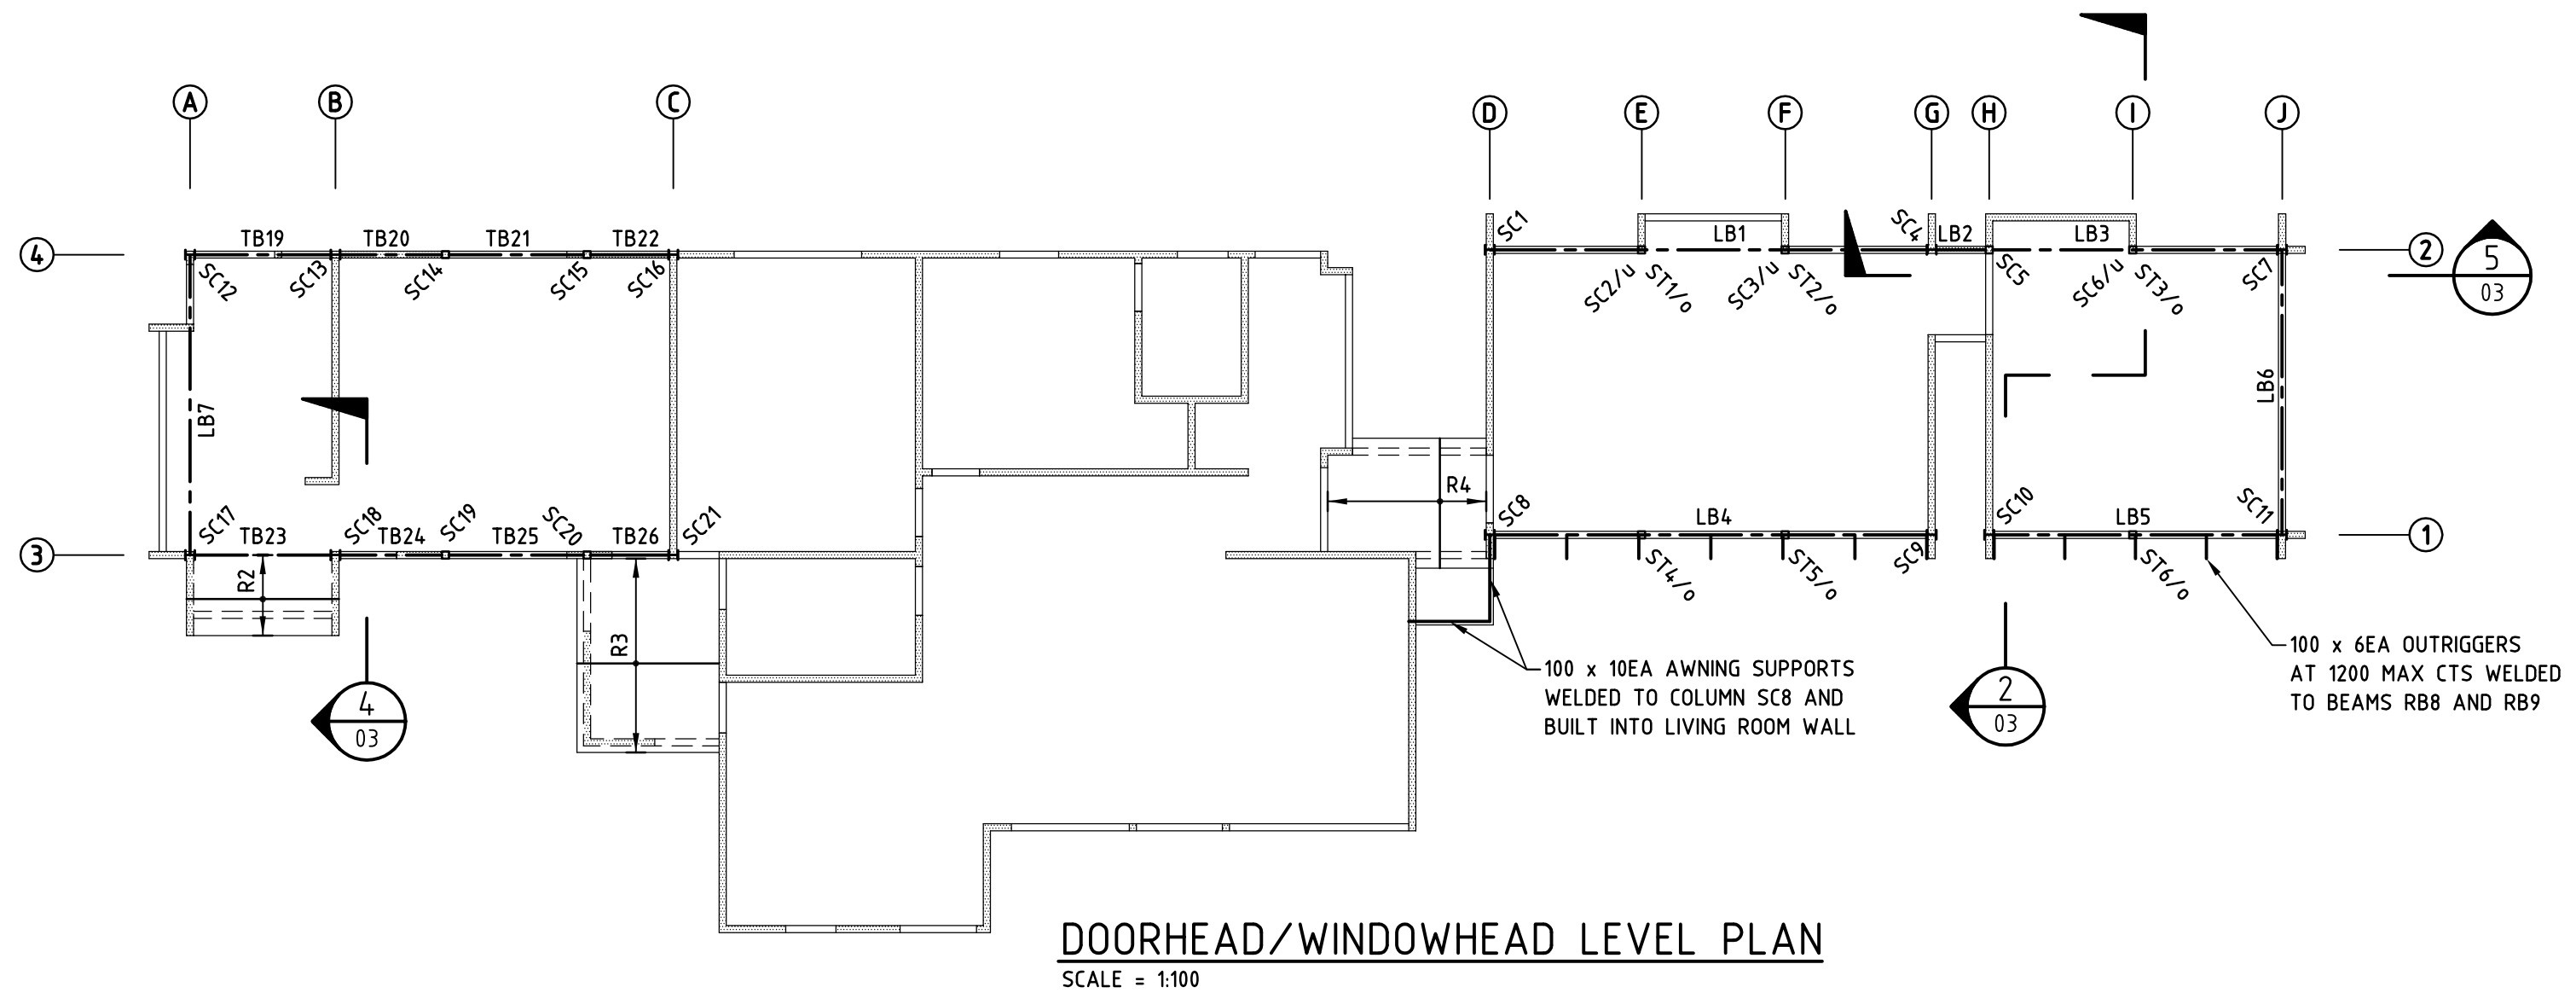 A
B
C
D
E
F
G
H
I
J
4
TB19
TB20
TB21
TB22
SC12
SC13
SC14
SC15
SC16
SC1
SC2/u
ST1/o
LB1
SC3/u
ST2/o
SC4
LB2
SC5
LB3
SC6/u
ST3/o
SC7
2
5
03
LB7
LB6
R4
3
SC17
TB23
SC18
TB24
SC19
TB25
SC20
TB26
SC21
SC8
LB4
SC9
SC10
LB5
SC11
1
R2
R3
ST4/o
ST5/o
ST6/o
100 x 10EA AWNING SUPPORTS
WELDED TO COLUMN SC8 AND
BUILT INTO LIVING ROOM WALL
100 x 6EA OUTRIGGERS
AT 1200 MAX CTS WELDED
TO BEAMS RB8 AND RB9
4
03
2
03
DOORHEAD/WINDOWHEAD LEVEL PLAN
SCALE = 1:100